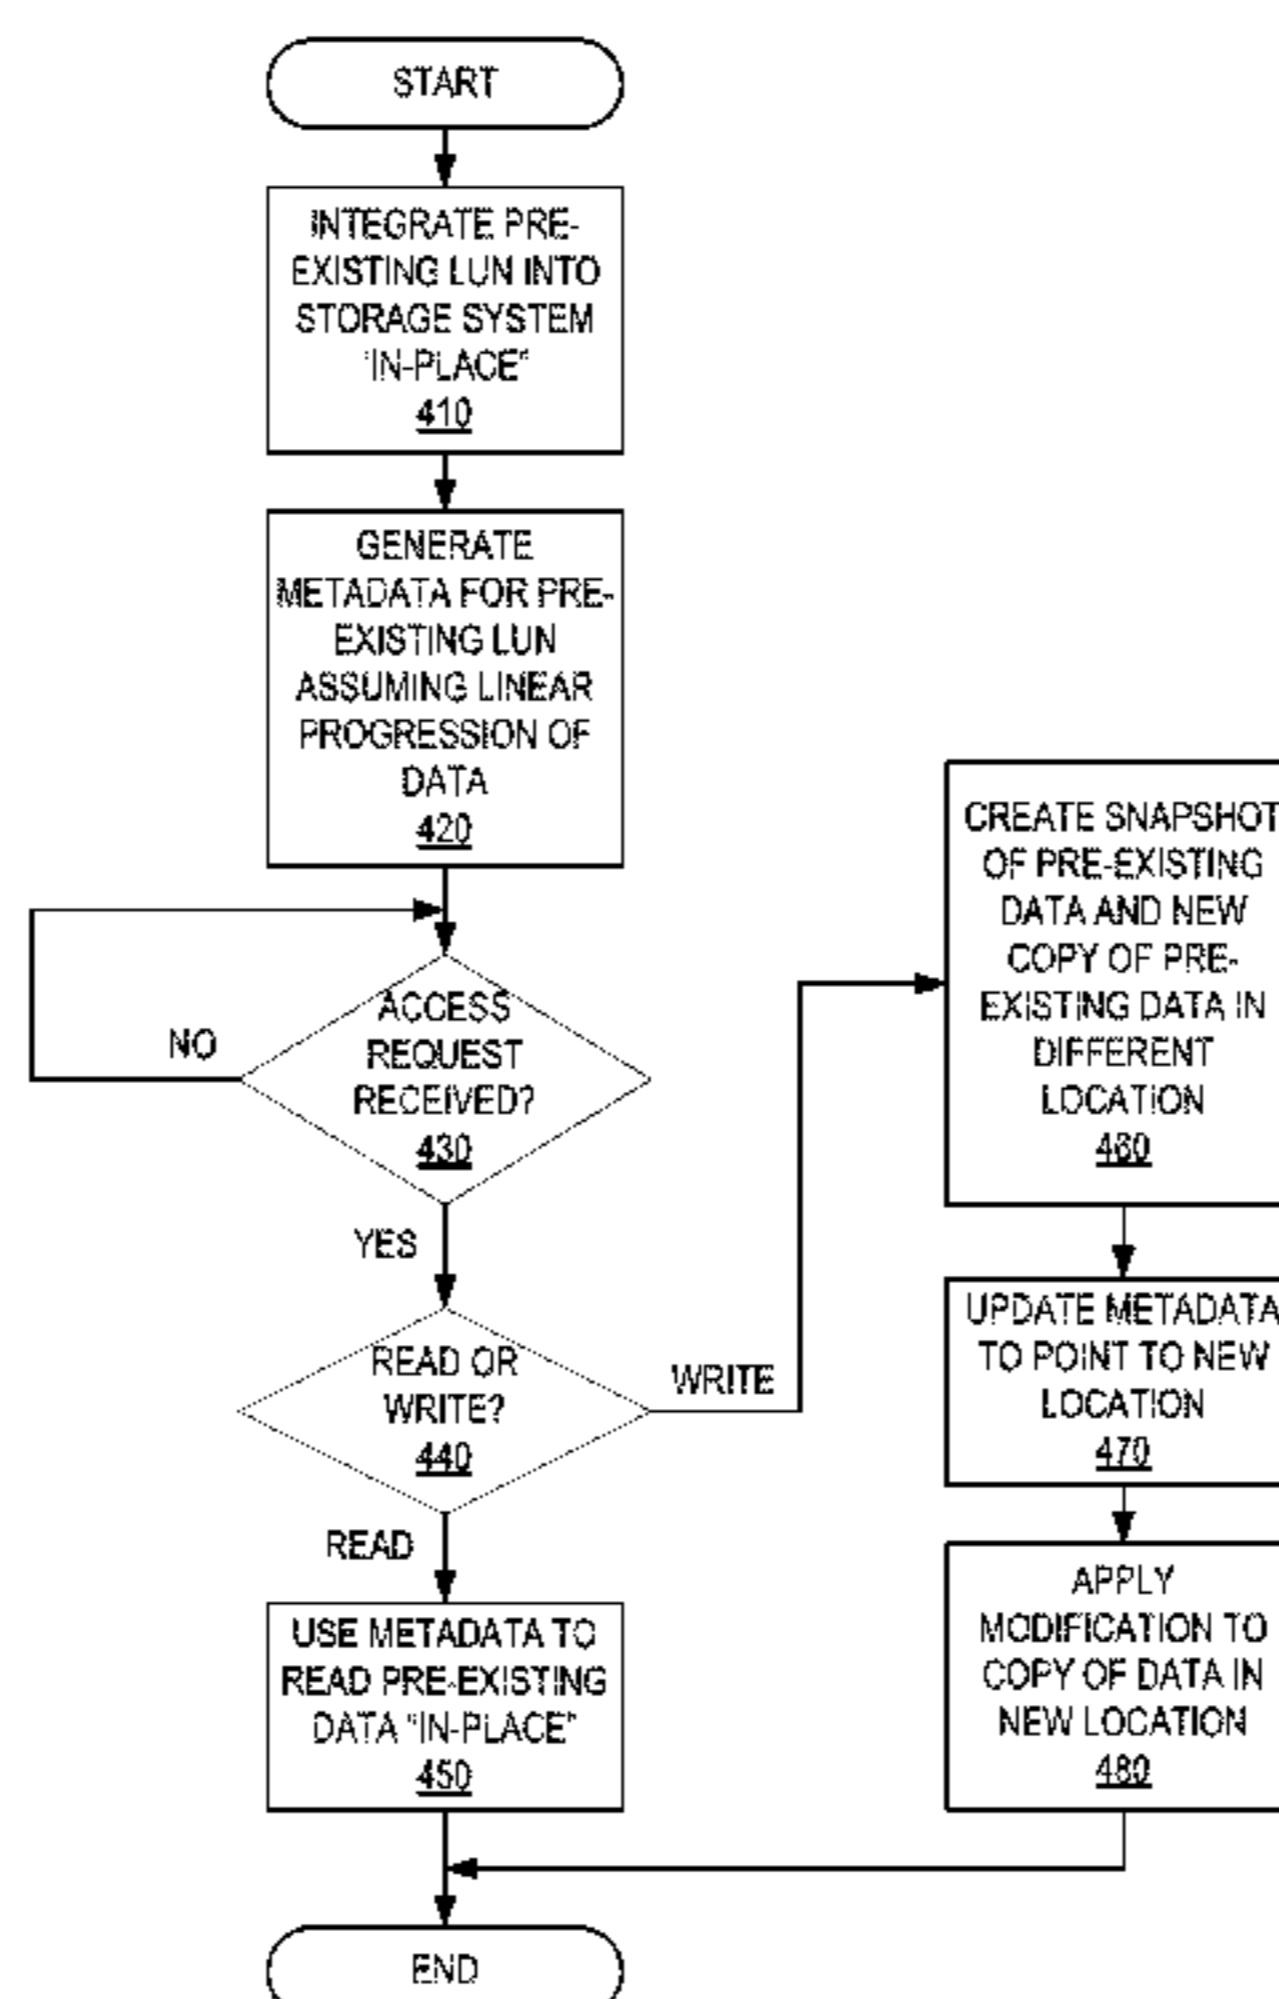 START
INTEGRATE PRE-
EXISTING LUN INTO
STORAGE SYSTEM
"IN-PLACE"
410
GENERATE
METADATA FOR PRE-
EXISTING LUN
ASSUMING LINEAR
PROGRESSION OF
DATA
420
ACCESS
REQUEST
RECEIVED?
430
NO
YES
READ OR
WRITE?
440
WRITE
READ
USE METADATA TO
READ PRE-EXISTING
DATA "IN-PLACE"
450
CREATE SNAPSHOT
OF PRE-EXISTING
DATA AND NEW
COPY OF PRE-
EXISTING DATA IN
DIFFERENT
LOCATION
460
UPDATE METADATA
TO POINT TO NEW
LOCATION
470
APPLY
MODIFICATION TO
COPY OF DATA IN
NEW LOCATION
480
END